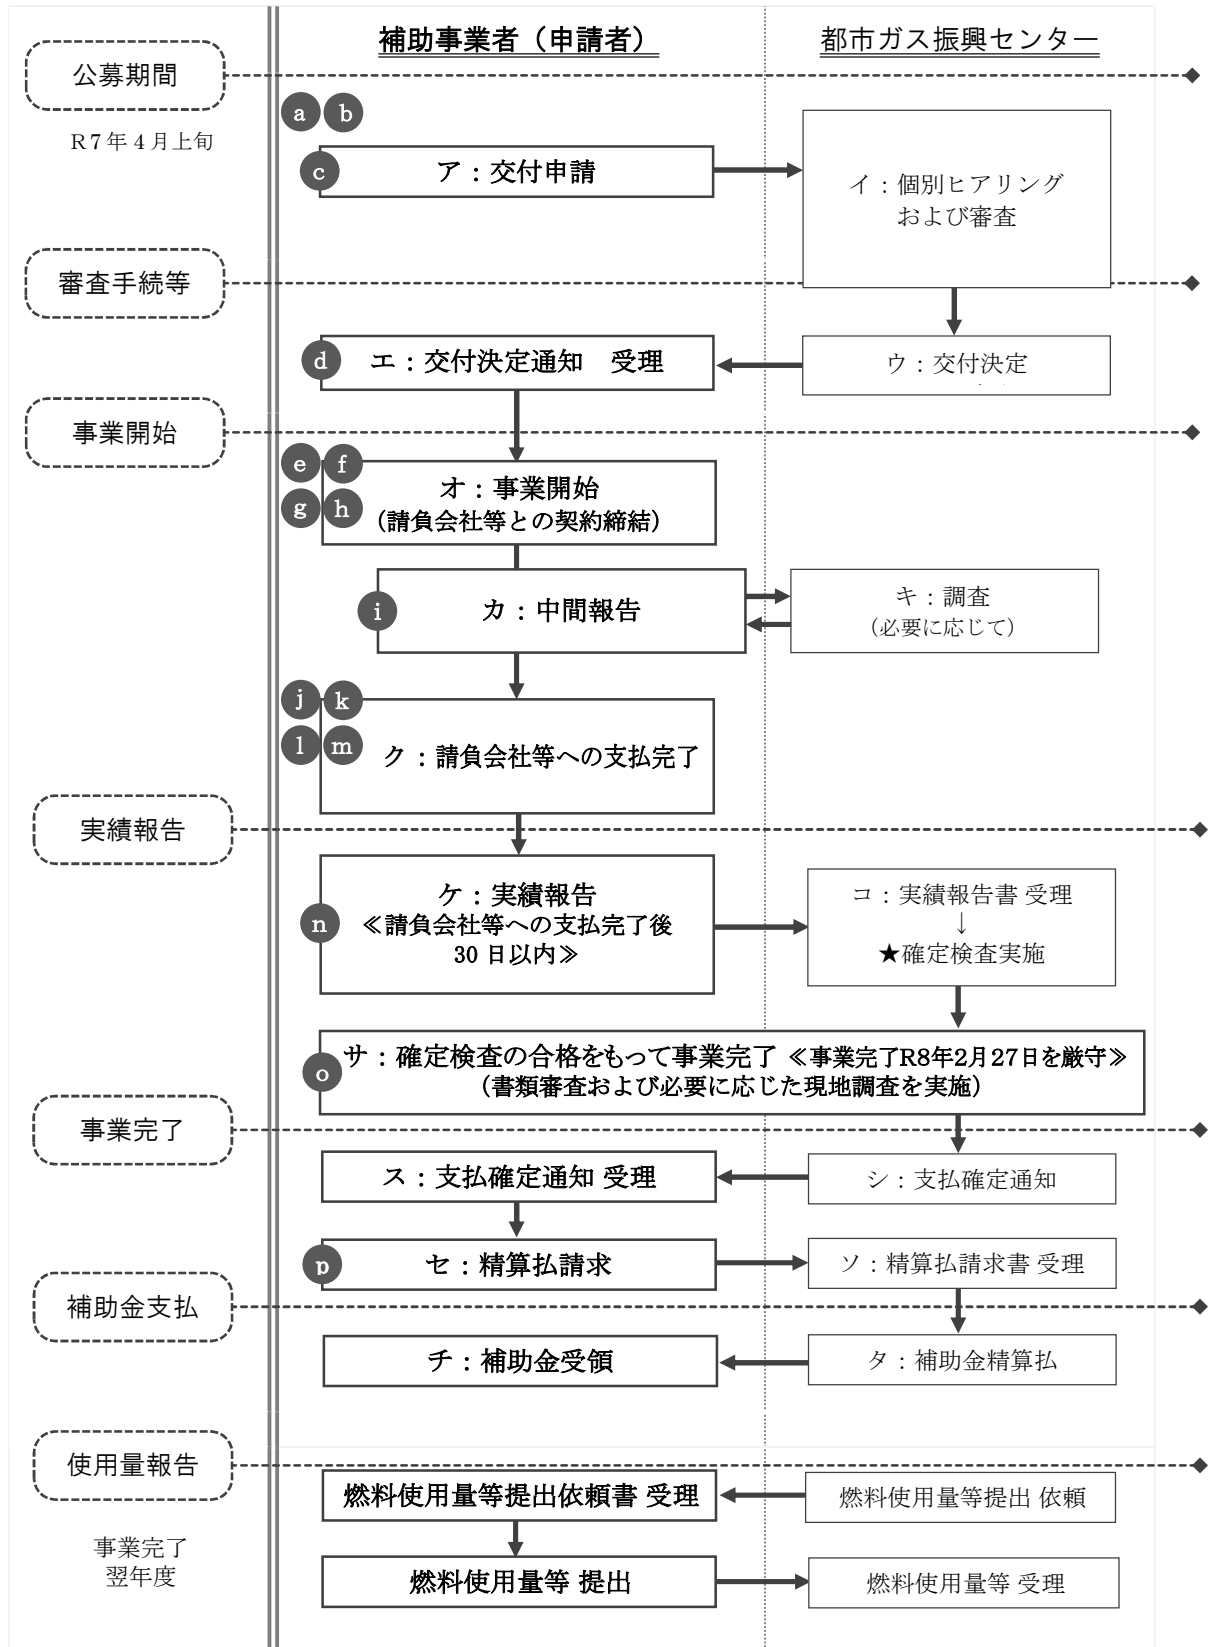 補助事業者（申請者）
都市ガス振興センター
公募期間
R7年4月上旬
a
b
c
ア：交付申請
イ：個別ヒアリング
および審査
審査手続等
d
エ：交付決定通知　受理
ウ：交付決定
事業開始
e
f
g
h
オ：事業開始
（請負会社等との契約締結）
i
カ：中間報告
キ：調査
（必要に応じて）
j
k
l
m
ク：請負会社等への支払完了
実績報告
n
ケ：実績報告
≪請負会社等への支払完了後
30日以内≫
コ：実績報告書 受理
↓
★確定検査実施
o
サ：確定検査の合格をもって事業完了 ≪事業完了R8年2月27日を厳守≫
（書類審査および必要に応じた現地調査を実施）
事業完了
ス：支払確定通知 受理
シ：支払確定通知
p
セ：精算払請求
ソ：精算払請求書 受理
補助金支払
チ：補助金受領
タ：補助金精算払
使用量報告
事業完了
翌年度
燃料使用量等提出依頼書 受理
燃料使用量等提出 依頼
燃料使用量等 提出
燃料使用量等 受理